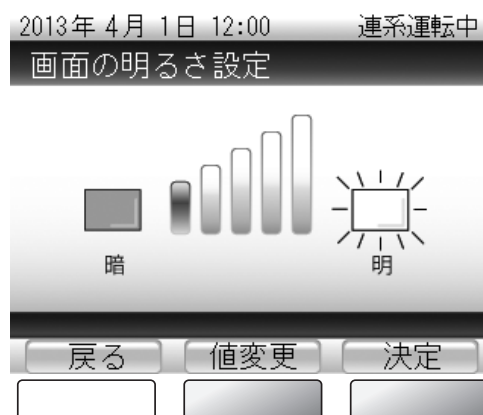 2013年 4月 1日 12:00 連系運転中
画面の明るさ設定
暗 明
戻る 値変更 決定